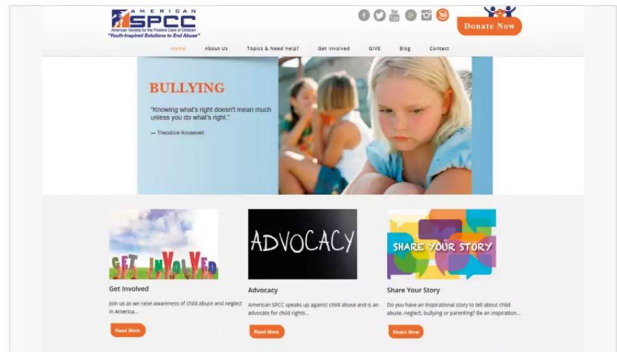 AMERICAN
SPCC
American Society for the Positive Care of Children
"Youth-Inspired Solutions to End Abuse"
Donate Now
Home About Us Topics & Need Help? Get Involved GIVE Blog Contact
BULLYING
"Knowing what's right doesn't mean much
unless you do what's right."
— Theodore Roosevelt
GET INVOLVED
ADVOCACY
SHARE YOUR STORY
Get Involved
Join us as we raise awareness of child abuse and neglect
in America...
Read More
Advocacy
American SPCC speaks up against child abuse and is an
advocate for child rights...
Read More
Share Your Story
Do you have an inspirational story to tell about child
abuse, neglect, bullying or parenting? Be an inspiration...
Share Now